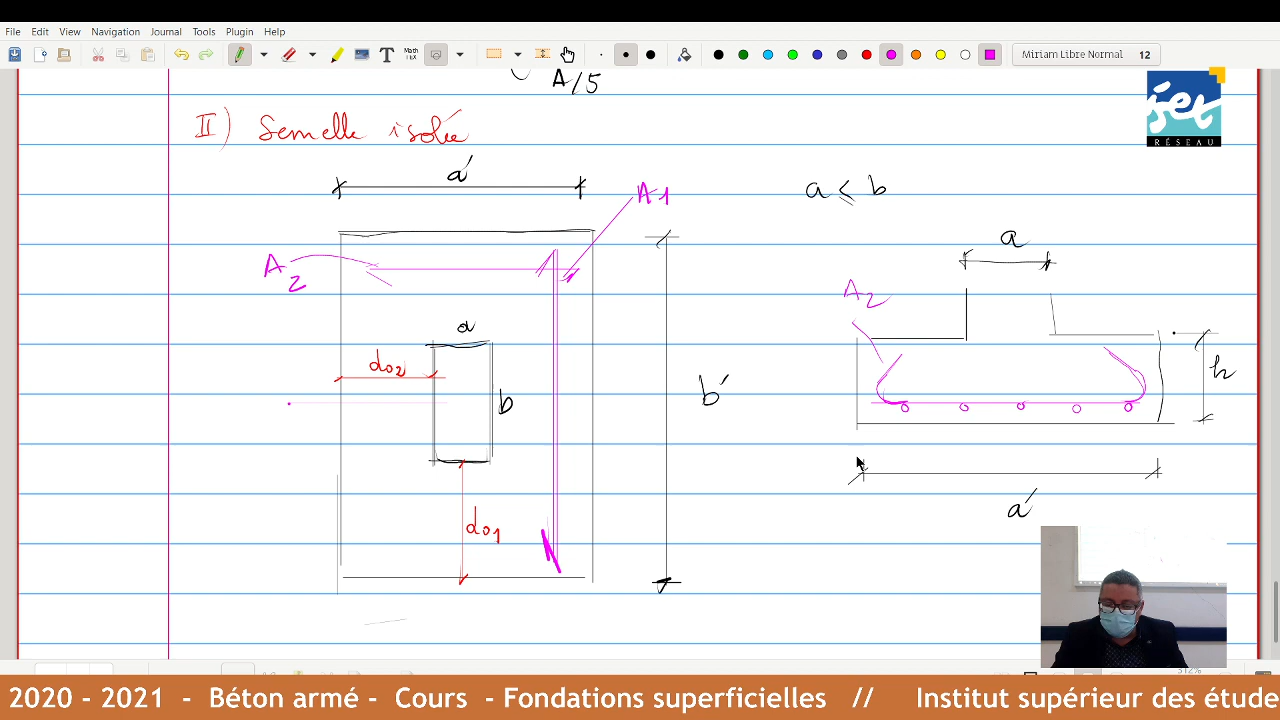 File Edit View Navigation Journal Tools Plugin Help
Miriam Libre Normal 12
A/5
iset
RÉSEAU
II) Semelle isolée
a'
A1
a ≤ b
a
A2
A2
a
do2
b
b'
h
do1
a'
2020 - 2021 - Béton armé - Cours - Fondations superficielles // Institut supérieur des étude